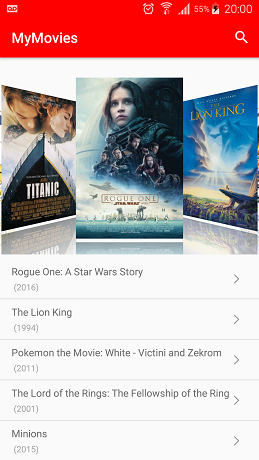 55% 20:00
MyMovies
TITANIC
ROGUE ONE
STAR WARS
THE LION KING
Rogue One: A Star Wars Story
(2016)
The Lion King
(1994)
Pokemon the Movie: White - Victini and Zekrom
(2011)
The Lord of the Rings: The Fellowship of the Ring
(2001)
Minions
(2015)